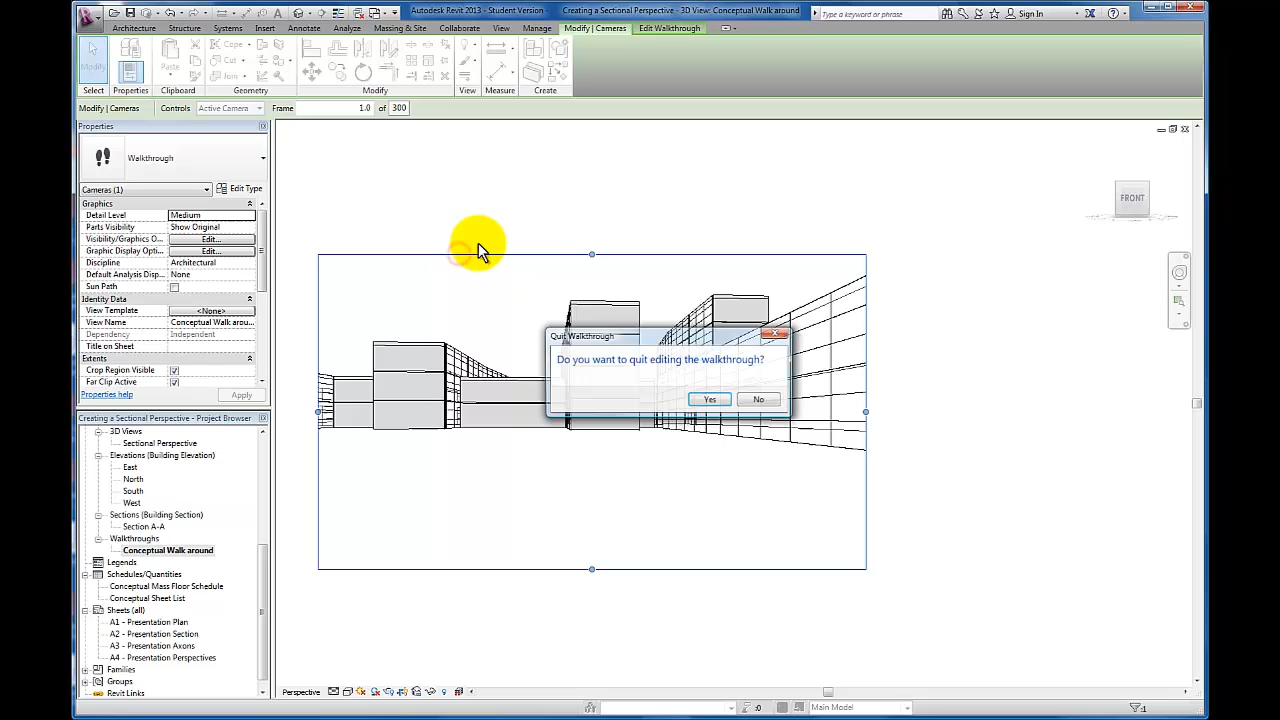 Autodesk Revit 2013 - Student Version
Creating a Sectional Perspective - 3D View: Conceptual Walk around
Type a keyword or phrase
Sign In
Architecture
Structure
Systems
Insert
Annotate
Analyze
Massing & Site
Collaborate
View
Manage
Modify | Cameras
Edit Walkthrough
Modify
Paste
Cope
Cut
Join
Select
Properties
Clipboard
Geometry
Modify
View
Measure
Create
Modify | Cameras
Controls
Active Camera
Frame
1.0
of
300
Properties
Walkthrough
Cameras (1)
Edit Type
Graphics
Detail Level
Medium
Parts Visibility
Show Original
Visibility/Graphics O...
Edit...
Graphic Display Opti...
Edit...
Discipline
Architectural
Default Analysis Disp...
None
Sun Path
Identity Data
View Template
<None>
View Name
Conceptual Walk arou...
Dependency
Independent
Title on Sheet
Extents
Crop Region Visible
Far Clip Active
Properties help
Apply
Creating a Sectional Perspective - Project Browser
3D Views
Sectional Perspective
Elevations (Building Elevation)
East
North
South
West
Sections (Building Section)
Section A-A
Walkthroughs
Conceptual Walk around
Legends
Schedules/Quantities
Conceptual Mass Floor Schedule
Conceptual Sheet List
Sheets (all)
A1 - Presentation Plan
A2 - Presentation Section
A3 - Presentation Axons
A4 - Presentation Perspectives
Families
Groups
Revit Links
FRONT
Quit Walkthrough
Do you want to quit editing the walkthrough?
Yes
No
Perspective
:0
Main Model
:1